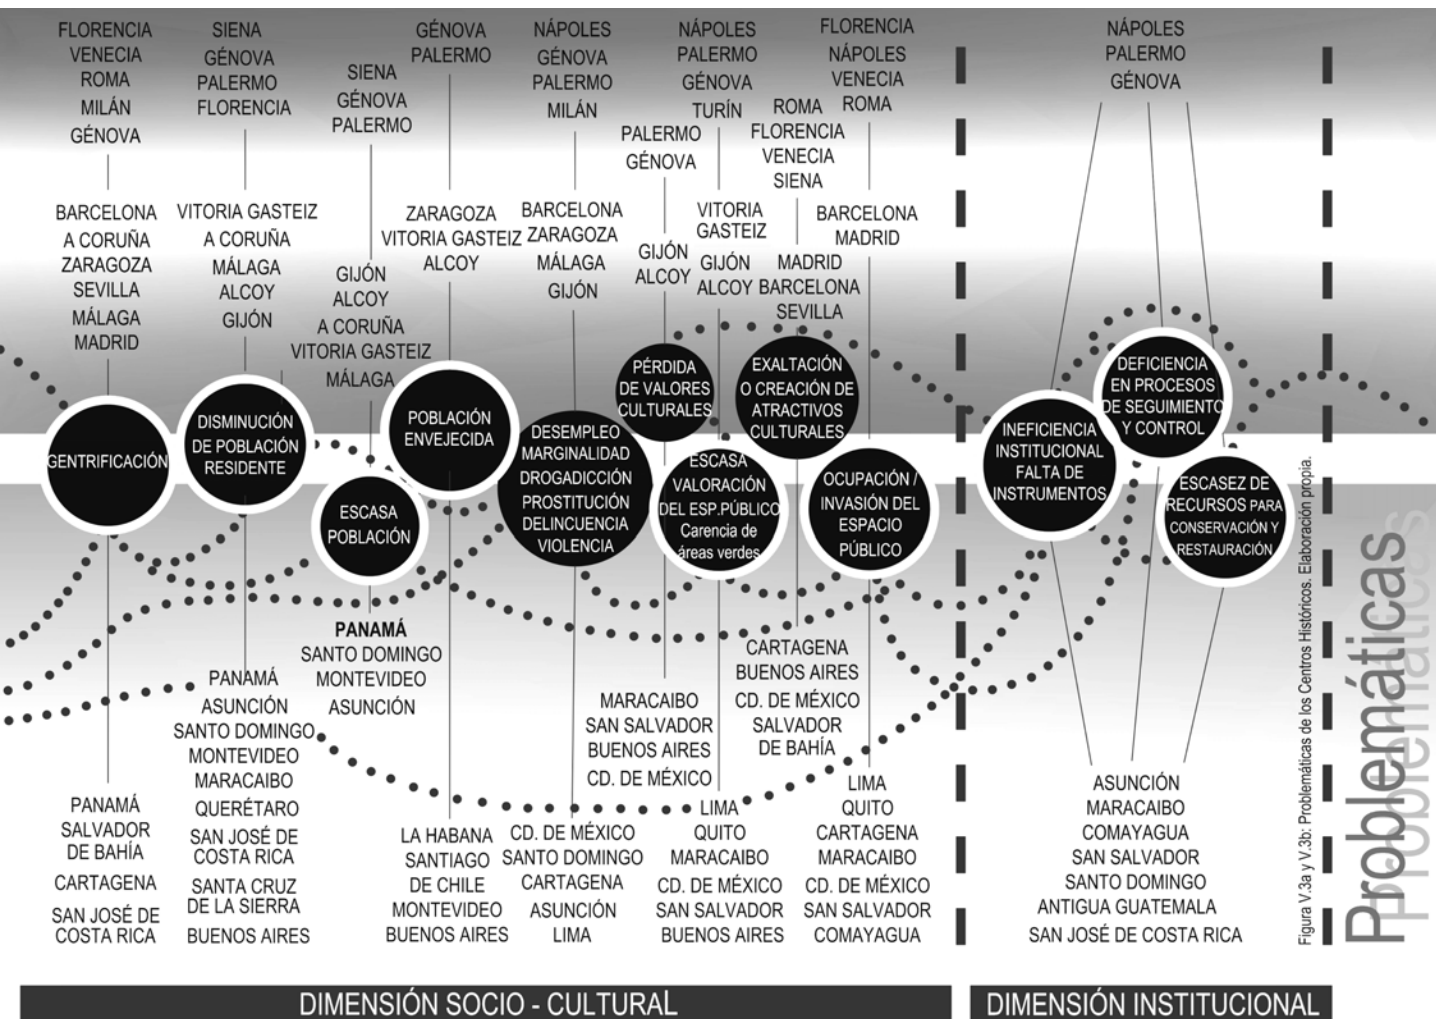 FLORENCIA
VENECIA
ROMA
MILÁN
GÉNOVA
BARCELONA
A CORUÑA
ZARAGOZA
SEVILLA
MÁLAGA
MADRID
GENTRIFICACIÓN
PANAMÁ
SALVADOR
DE BAHÍA
CARTAGENA
SAN JOSÉ DE
COSTA RICA
SIENA
GÉNOVA
PALERMO
FLORENCIA
VITORIA GASTEIZ
A CORUÑA
MÁLAGA
ALCOY
GIJÓN
DISMINUCIÓN
DE POBLACIÓN
RESIDENTE
PANAMÁ
ASUNCIÓN
SANTO DOMINGO
MONTEVIDEO
MARACAIBO
QUERÉTARO
SAN JOSÉ DE
COSTA RICA
SANTA CRUZ
DE LA SIERRA
BUENOS AIRES
SIENA
GÉNOVA
PALERMO
GIJÓN
ALCOY
A CORUÑA
VITORIA GASTEIZ
MÁLAGA
ESCASA
POBLACIÓN
PANAMÁ
SANTO DOMINGO
MONTEVIDEO
ASUNCIÓN
GÉNOVA
PALERMO
ZARAGOZA
VITORIA GASTEIZ
ALCOY
POBLACIÓN
ENVEJECIDA
LA HABANA
SANTIAGO
DE CHILE
MONTEVIDEO
BUENOS AIRES
NÁPOLES
GÉNOVA
PALERMO
MILÁN
BARCELONA
ZARAGOZA
MÁLAGA
GIJÓN
DESEMPLEO
MARGINALIDAD
DROGADICCIÓN
PROSTITUCIÓN
DELINCUENCIA
VIOLENCIA
CD. DE MÉXICO
SANTO DOMINGO
CARTAGENA
ASUNCIÓN
LIMA
PALERMO
GÉNOVA
GIJÓN
ALCOY
PÉRDIDA
DE VALORES
CULTURALES
MARACAIBO
SAN SALVADOR
BUENOS AIRES
CD. DE MÉXICO
NÁPOLES
PALERMO
GÉNOVA
TURÍN
VITORIA
GASTEIZ
GIJÓN
ALCOY
ESCASA
VALORACIÓN
DEL ESP.PÚBLICO
Carencia de
áreas verdes
LIMA
QUITO
MARACAIBO
CD. DE MÉXICO
SAN SALVADOR
BUENOS AIRES
ROMA
FLORENCIA
VENECIA
SIENA
MADRID
BARCELONA
SEVILLA
EXALTACIÓN
O CREACIÓN DE
ATRACTIVOS
CULTURALES
CARTAGENA
BUENOS AIRES
CD. DE MÉXICO
SALVADOR
DE BAHÍA
FLORENCIA
NÁPOLES
VENECIA
ROMA
BARCELONA
MADRID
OCUPACIÓN /
INVASIÓN DEL
ESPACIO
PÚBLICO
LIMA
QUITO
CARTAGENA
MARACAIBO
CD. DE MÉXICO
SAN SALVADOR
COMAYAGUA
NÁPOLES
PALERMO
GÉNOVA
INEFICIENCIA
INSTITUCIONAL
FALTA DE
INSTRUMENTOS
DEFICIENCIA
EN PROCESOS
DE SEGUIMIENTO
Y CONTROL
ESCASEZ DE
RECURSOS PARA
CONSERVACIÓN Y
RESTAURACIÓN
ASUNCIÓN
MARACAIBO
COMAYAGUA
SAN SALVADOR
SANTO DOMINGO
ANTIGUA GUATEMALA
SAN JOSÉ DE COSTA RICA
Figura V.3a y V.3b: Problemáticas de los Centros Históricos. Elaboración propia.
Problemáticas
problemáticas
DIMENSIÓN SOCIO - CULTURAL
DIMENSIÓN INSTITUCIONAL